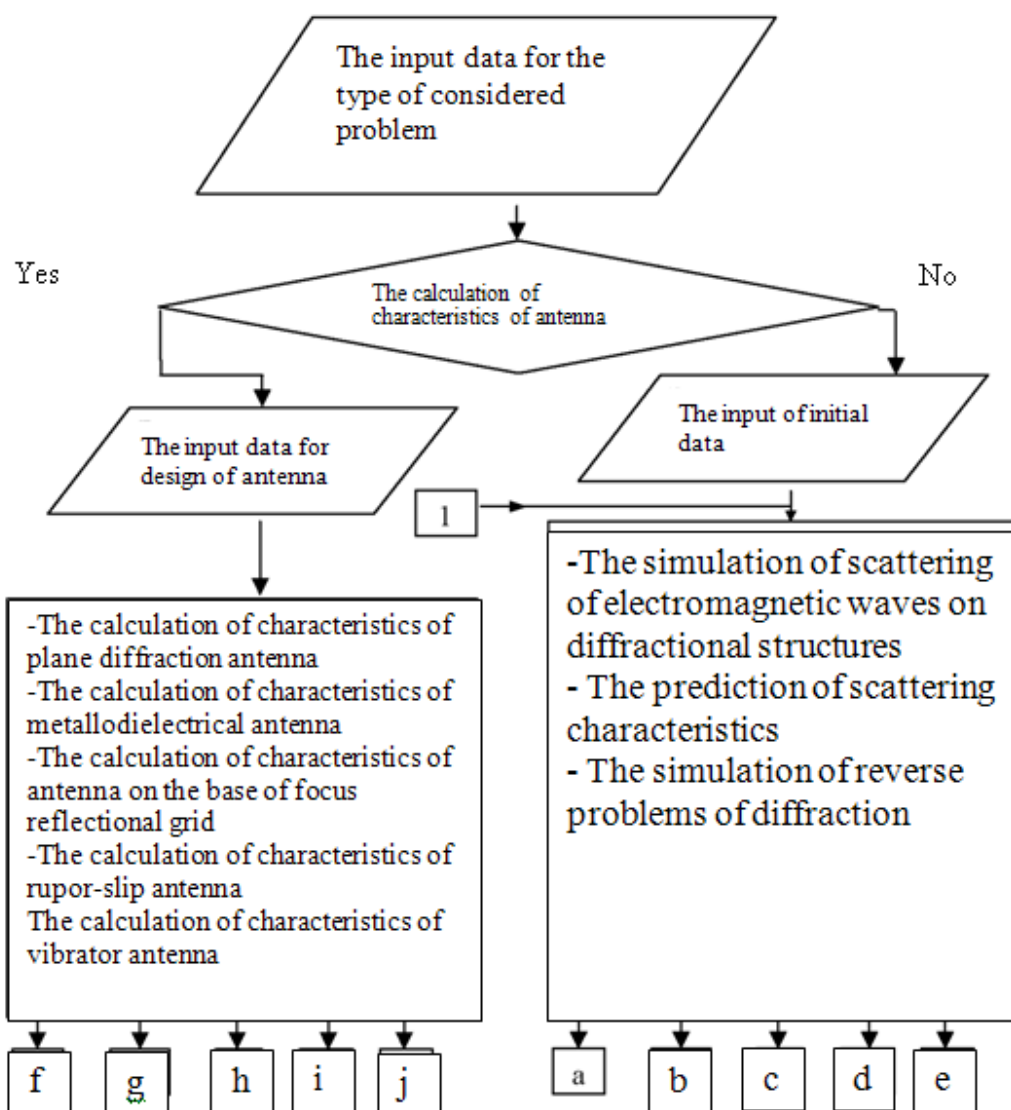 The input data for the
type of considered
problem
Yes
No
The calculation of
characteristics of antenna
The input data for
design of antenna
The input of initial
data
1
-The calculation of characteristics of
plane diffraction antenna
-The calculation of characteristics of
metallodielectrical antenna
-The calculation of characteristics of
antenna on the base of focus
reflectional grid
-The calculation of characteristics of
rupor-slip antenna
The calculation of characteristics of
vibrator antenna
-The simulation of scattering
of electromagnetic waves on
diffractional structures
- The prediction of scattering
characteristics
- The simulation of reverse
problems of diffraction
f g h i j
a b c d e